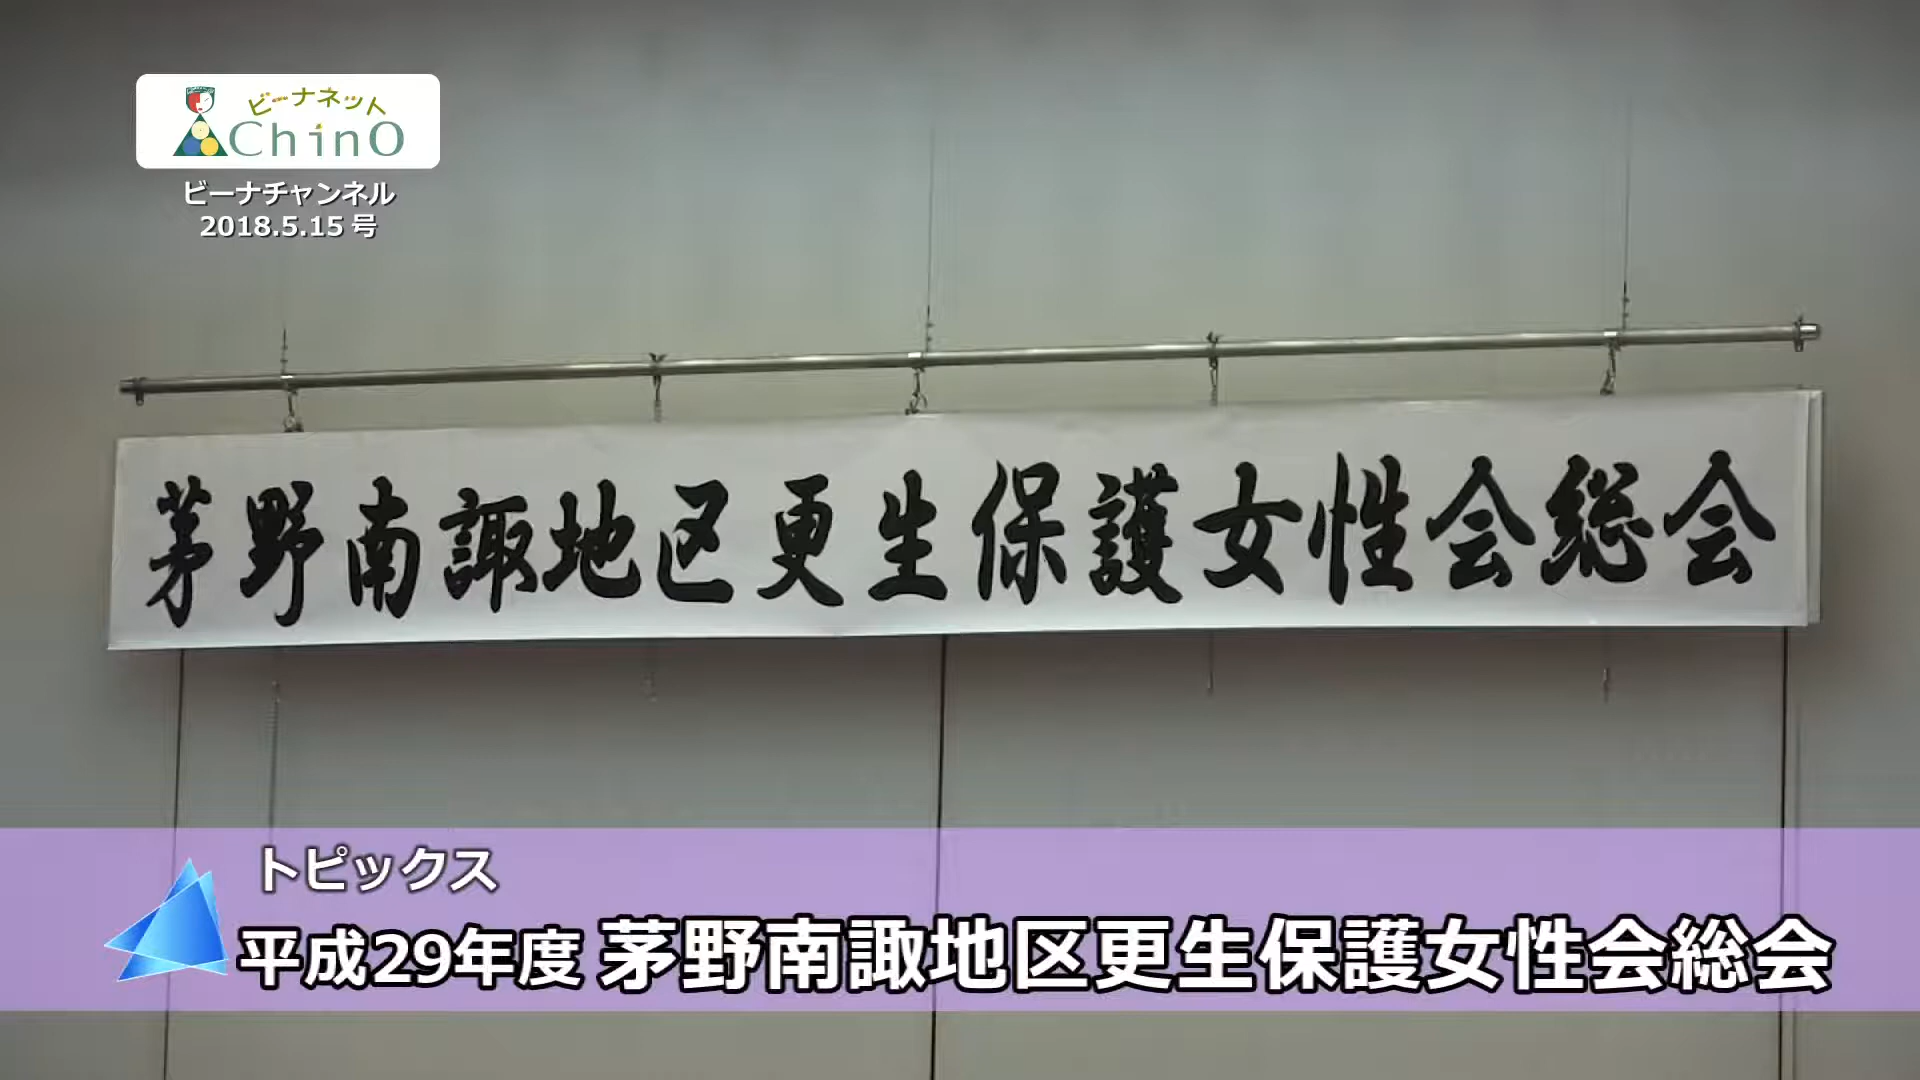 ビーナネット
ChinO
ビーナチャンネル
2018.5.15 号
茅野南諏地区更生保護女性会総会
トピックス
平成29年度 茅野南諏地区更生保護女性会総会